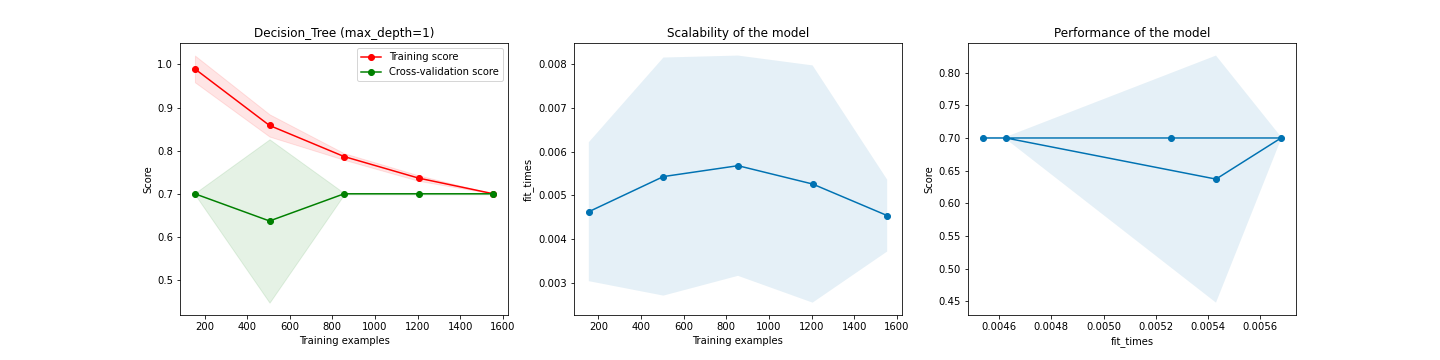 Decision_Tree (max_depth=1)
Training score
Cross-validation score
1.0
0.9
0.8
0.7
0.6
0.5
Score
200 400 600 800 1000 1200 1400 1600
Training examples
Scalability of the model
0.008
0.007
0.006
0.005
0.004
0.003
fit_times
200 400 600 800 1000 1200 1400 1600
Training examples
Performance of the model
0.80
0.75
0.70
0.65
0.60
0.55
0.50
0.45
Score
0.0046 0.0048 0.0050 0.0052 0.0054 0.0056
fit_times